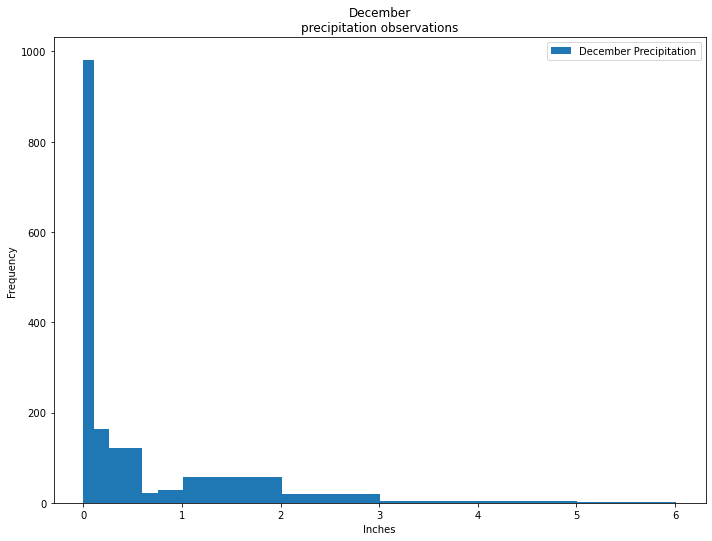 December
precipitation observations
December Precipitation
1000
800
600
400
200
0
Frequency
0 1 2 3 4 5 6
Inches